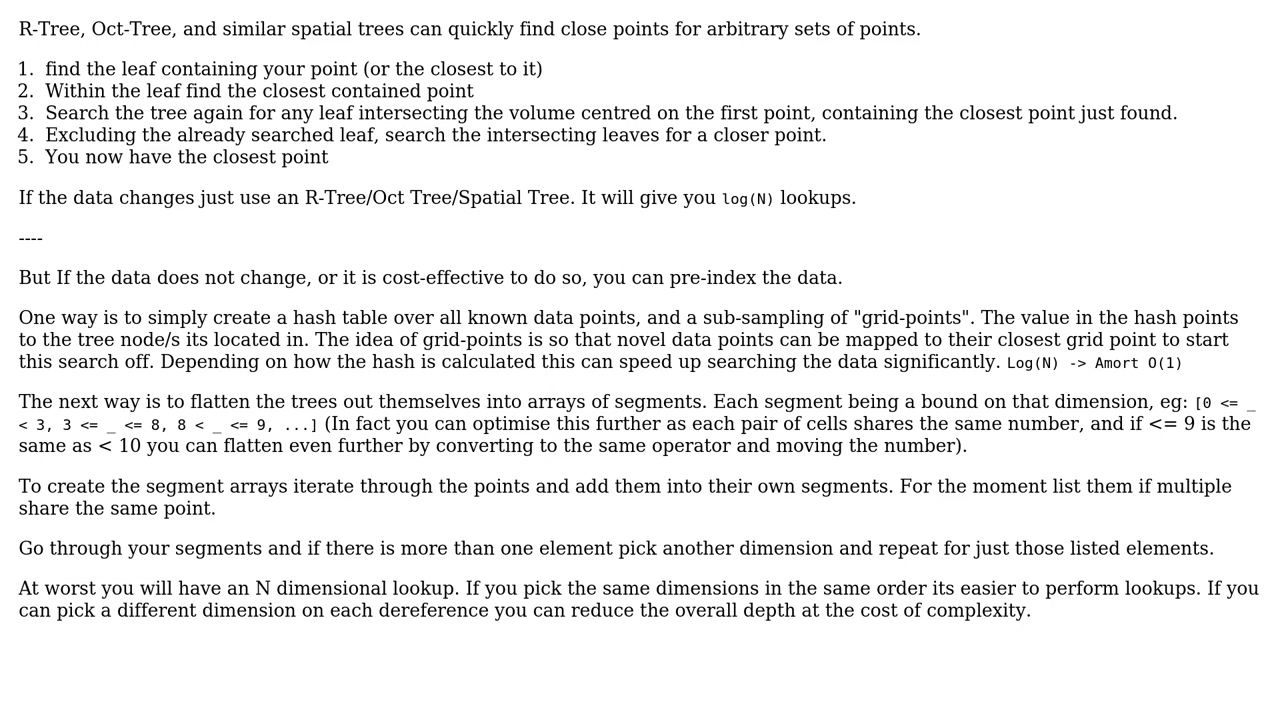 R-Tree, Oct-Tree, and similar spatial trees can quickly find close points for arbitrary sets of points.
1. find the leaf containing your point (or the closest to it)
2. Within the leaf find the closest contained point
3. Search the tree again for any leaf intersecting the volume centred on the first point, containing the closest point just found.
4. Excluding the already searched leaf, search the intersecting leaves for a closer point.
5. You now have the closest point
If the data changes just use an R-Tree/Oct Tree/Spatial Tree. It will give you log(N) lookups.
----
But If the data does not change, or it is cost-effective to do so, you can pre-index the data.
One way is to simply create a hash table over all known data points, and a sub-sampling of "grid-points". The value in the hash points
to the tree node/s its located in. The idea of grid-points is so that novel data points can be mapped to their closest grid point to start
this search off. Depending on how the hash is calculated this can speed up searching the data significantly. Log(N) -> Amort O(1)
The next way is to flatten the trees out themselves into arrays of segments. Each segment being a bound on that dimension, eg: [0 <= _
< 3, 3 <= _ <= 8, 8 < _ <= 9, ...] (In fact you can optimise this further as each pair of cells shares the same number, and if <= 9 is the
same as < 10 you can flatten even further by converting to the same operator and moving the number).
To create the segment arrays iterate through the points and add them into their own segments. For the moment list them if multiple
share the same point.
Go through your segments and if there is more than one element pick another dimension and repeat for just those listed elements.
At worst you will have an N dimensional lookup. If you pick the same dimensions in the same order its easier to perform lookups. If you
can pick a different dimension on each dereference you can reduce the overall depth at the cost of complexity.